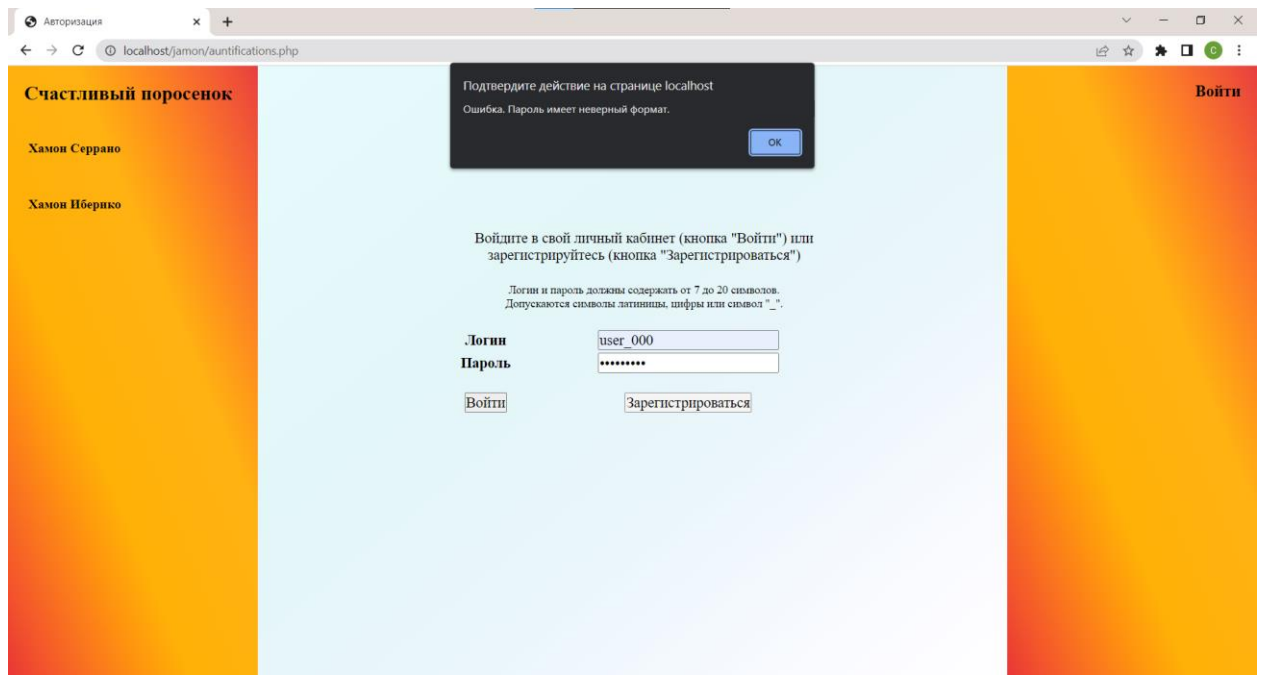 Авторизация
localhost/jamon/auntifications.php
C
Счастливый поросенок
Войти
Хамон Серрано
Хамон Иберико
Подтвердите действие на странице localhost
Ошибка. Пароль имеет неверный формат.
ОК
Войдите в свой личный кабинет (кнопка "Войти") или
зарегистрируйтесь (кнопка "Зарегистрироваться")
Логин и пароль должны содержать от 7 до 20 символов.
Допускаются символы латиницы, цифры или символ "_".
Логин user_000
Пароль •••••••••
Войти Зарегистрироваться